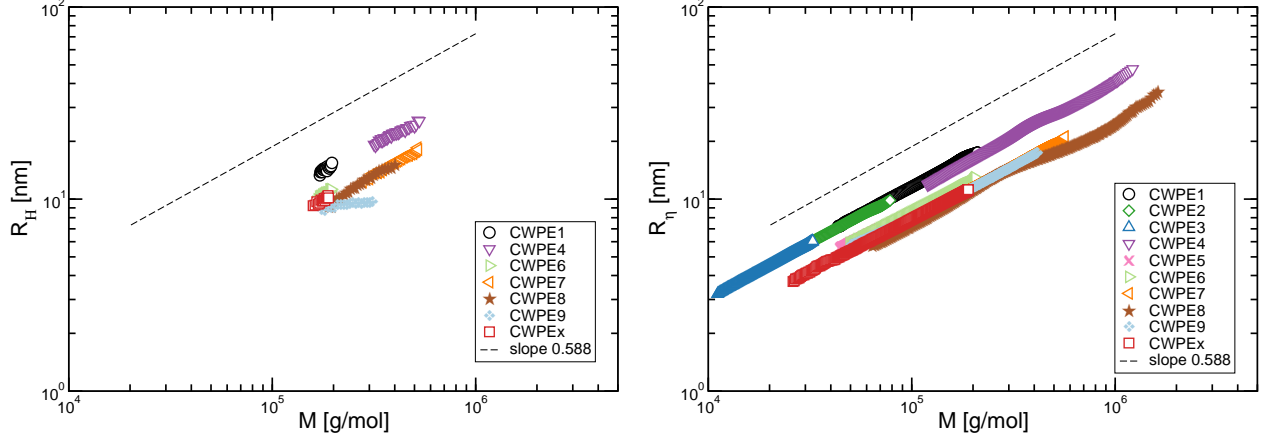 10²
10¹
10⁰
R_H [nm]
10⁴
10⁵
10⁶
M [g/mol]
CWPE1
CWPE4
CWPE6
CWPE7
CWPE8
CWPE9
CWPEx
slope 0.588
10²
10¹
10⁰
R_η [nm]
10⁴
10⁵
10⁶
M [g/mol]
CWPE1
CWPE2
CWPE3
CWPE4
CWPE5
CWPE6
CWPE7
CWPE8
CWPE9
CWPEx
slope 0.588